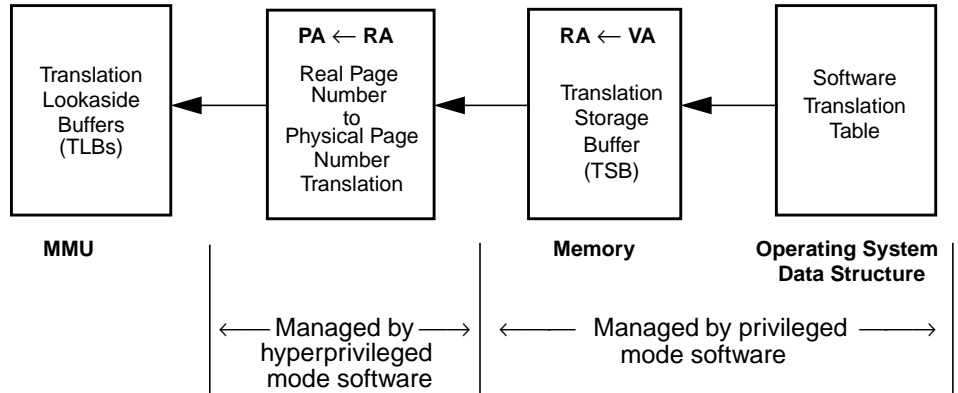 Translation
Lookaside
Buffers
(TLBs)
PA ← RA
Real Page
Number
to
Physical Page
Number
Translation
RA ← VA
Translation
Storage
Buffer
(TSB)
Software
Translation
Table
MMU
Memory
Operating System
Data Structure
Managed by
hyperprivileged
mode software
Managed by privileged
mode software